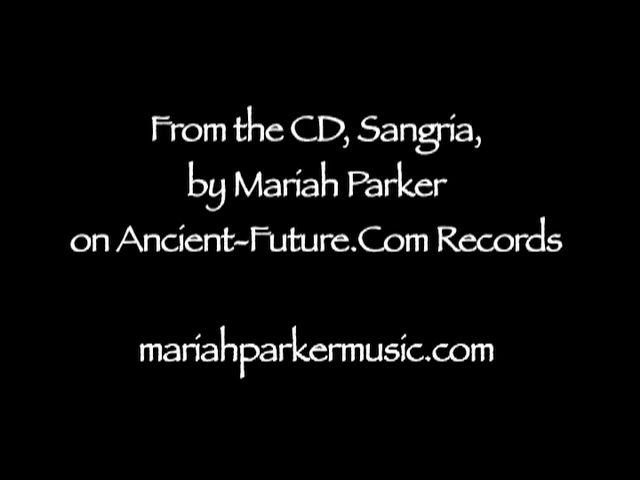 From the CD, Sangria,
by Mariah Parker
on Ancient-Future.Com Records
mariahparkermusic.com